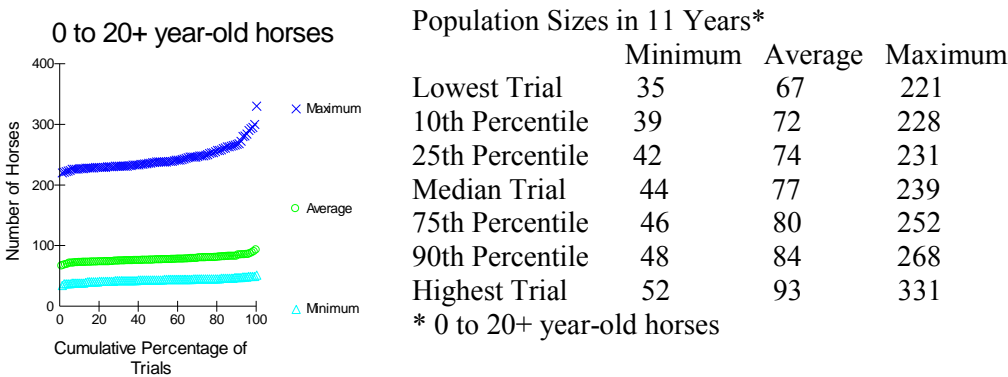 0 to 20+ year-old horses
400
300
200
100
0
Number of Horses
0 20 40 60 80 100
Cumulative Percentage of
Trials
Maximum
Average
Minimum
Population Sizes in 11 Years*
Minimum Average Maximum
Lowest Trial 35 67 221
10th Percentile 39 72 228
25th Percentile 42 74 231
Median Trial 44 77 239
75th Percentile 46 80 252
90th Percentile 48 84 268
Highest Trial 52 93 331
* 0 to 20+ year-old horses